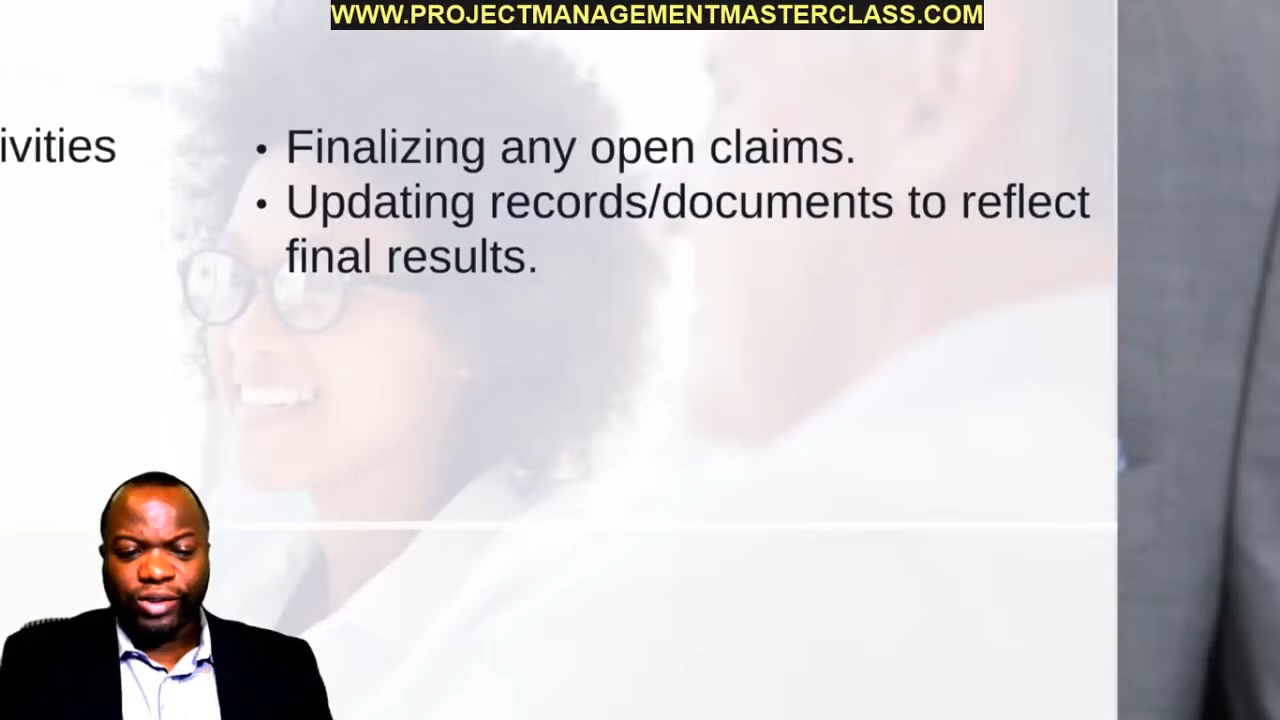 WWW.PROJECTMANAGEMENTMASTERCLASS.COM
ivities
• Finalizing any open claims.
• Updating records/documents to reflect
final results.